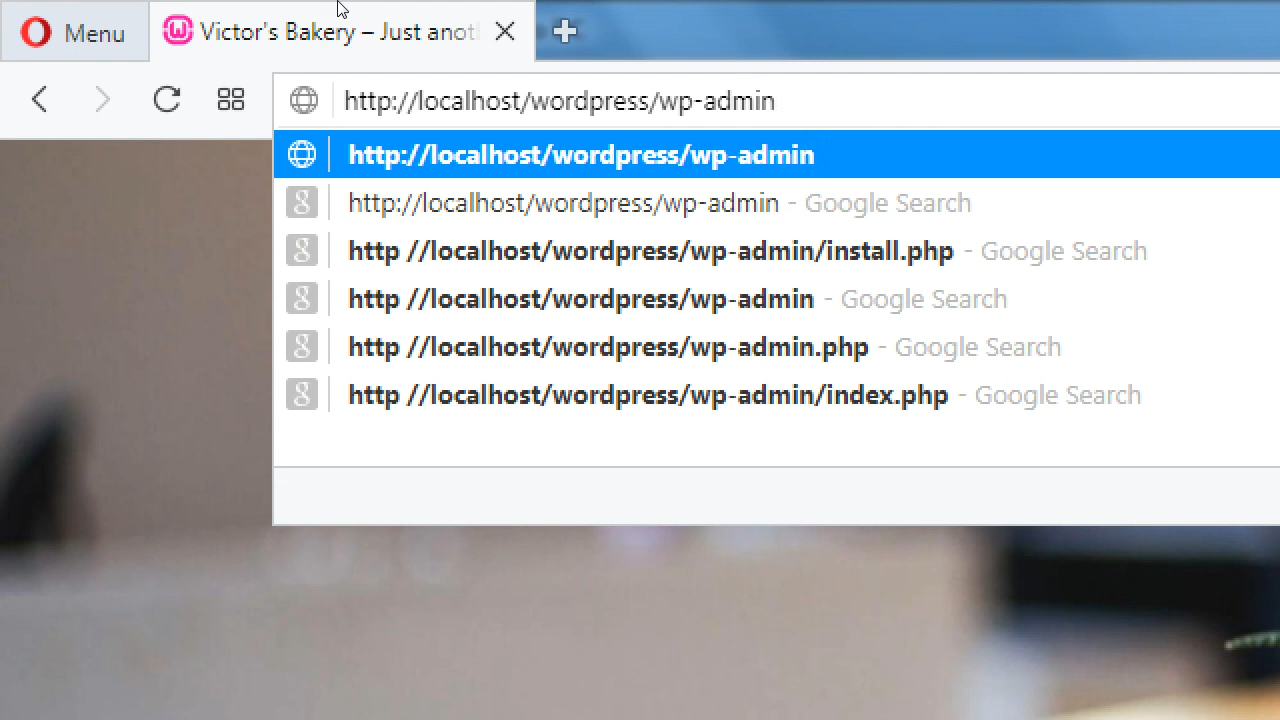 Menu
Victor's Bakery – Just anot
http://localhost/wordpress/wp-admin
http://localhost/wordpress/wp-admin
http://localhost/wordpress/wp-admin - Google Search
http //localhost/wordpress/wp-admin/install.php - Google Search
http //localhost/wordpress/wp-admin - Google Search
http //localhost/wordpress/wp-admin.php - Google Search
http //localhost/wordpress/wp-admin/index.php - Google Search